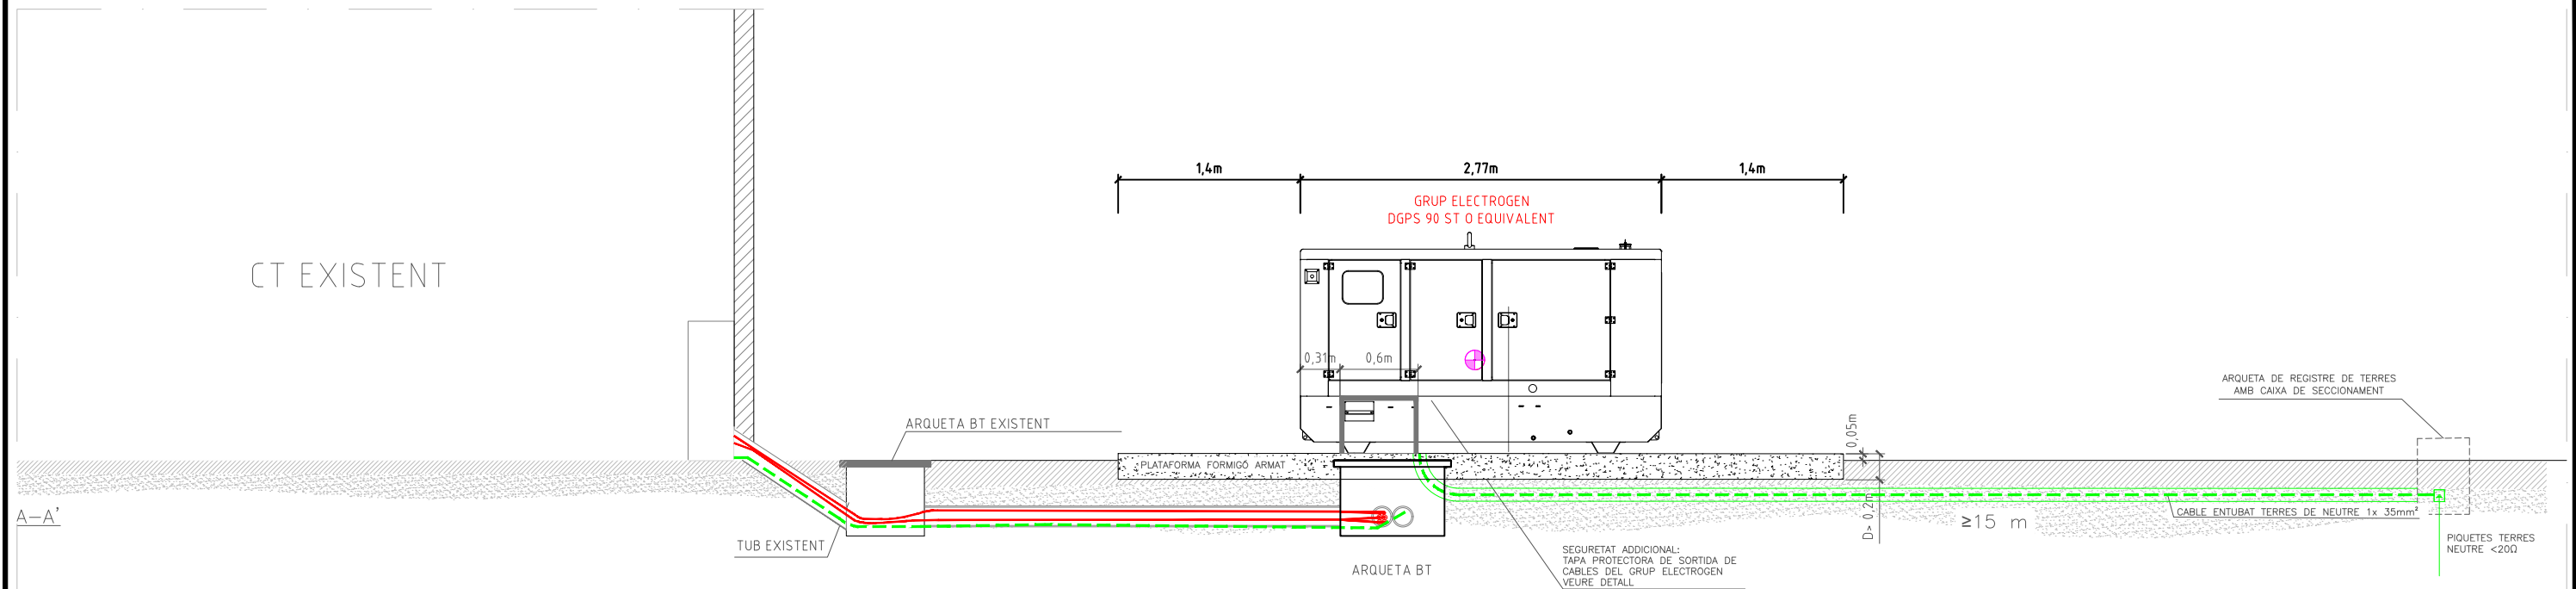 1,4m
2,77m
1,4m
GRUP ELECTROGEN
DGPS 90 ST O EQUIVALENT
CT EXISTENT
0,31m
0,6m
ARQUETA DE REGISTRE DE TERRES
AMB CAIXA DE SECCIONAMENT
ARQUETA BT EXISTENT
0,05m
PLATAFORMA FORMIGÓ ARMAT
A-A'
CABLE ENTUBAT TERRES DE NEUTRE 1x 35mm²
≥15 m
D> 0,2m
TUB EXISTENT
PIQUETES TERRES
NEUTRE <20Ω
SEGURETAT ADDICIONAL:
TAPA PROTECTORA DE SORTIDA DE
CABLES DEL GRUP ELECTROGEN
VEURE DETALL
ARQUETA BT